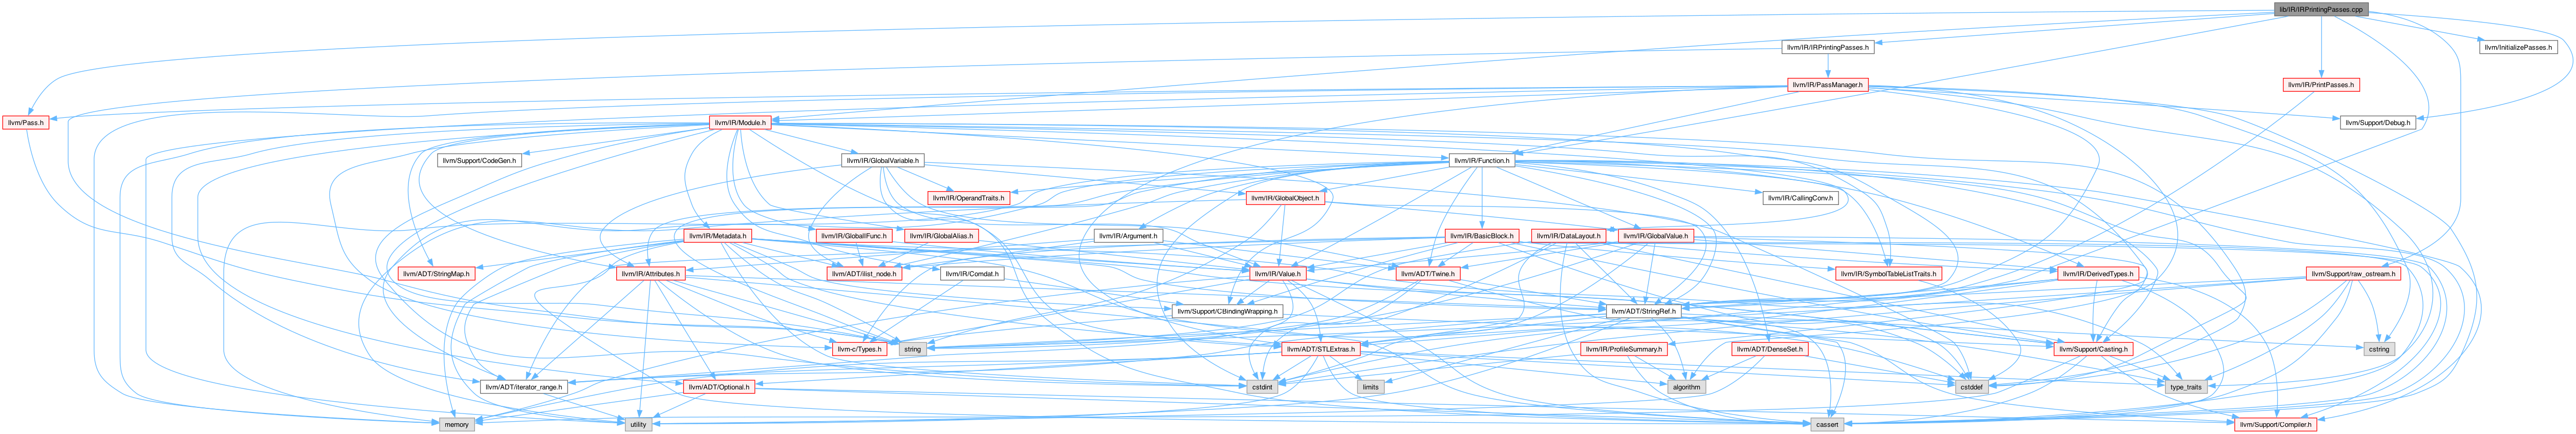 lib/IR/IRPrintingPasses.cpp
llvm/IR/IRPrintingPasses.h
llvm/InitializePasses.h
llvm/IR/PassManager.h
llvm/IR/PrintPasses.h
llvm/Pass.h
llvm/IR/Module.h
llvm/Support/Debug.h
llvm/Support/CodeGen.h
llvm/IR/GlobalVariable.h
llvm/IR/Function.h
llvm/IR/OperandTraits.h
llvm/IR/GlobalObject.h
llvm/IR/CallingConv.h
llvm/IR/Metadata.h
llvm/IR/GlobalIFunc.h
llvm/IR/GlobalAlias.h
llvm/IR/Argument.h
llvm/IR/BasicBlock.h
llvm/IR/DataLayout.h
llvm/IR/GlobalValue.h
llvm/ADT/StringMap.h
llvm/IR/Attributes.h
llvm/ADT/ilist_node.h
llvm/IR/Comdat.h
llvm/IR/Value.h
llvm/ADT/Twine.h
llvm/IR/SymbolTableListTraits.h
llvm/IR/DerivedTypes.h
llvm/Support/raw_ostream.h
llvm/Support/CBindingWrapping.h
llvm/ADT/StringRef.h
llvm-c/Types.h
string
llvm/ADT/STLExtras.h
llvm/IR/ProfileSummary.h
llvm/ADT/DenseSet.h
llvm/Support/Casting.h
cstring
llvm/ADT/iterator_range.h
llvm/ADT/Optional.h
cstdint
limits
algorithm
cstddef
type_traits
memory
utility
cassert
llvm/Support/Compiler.h